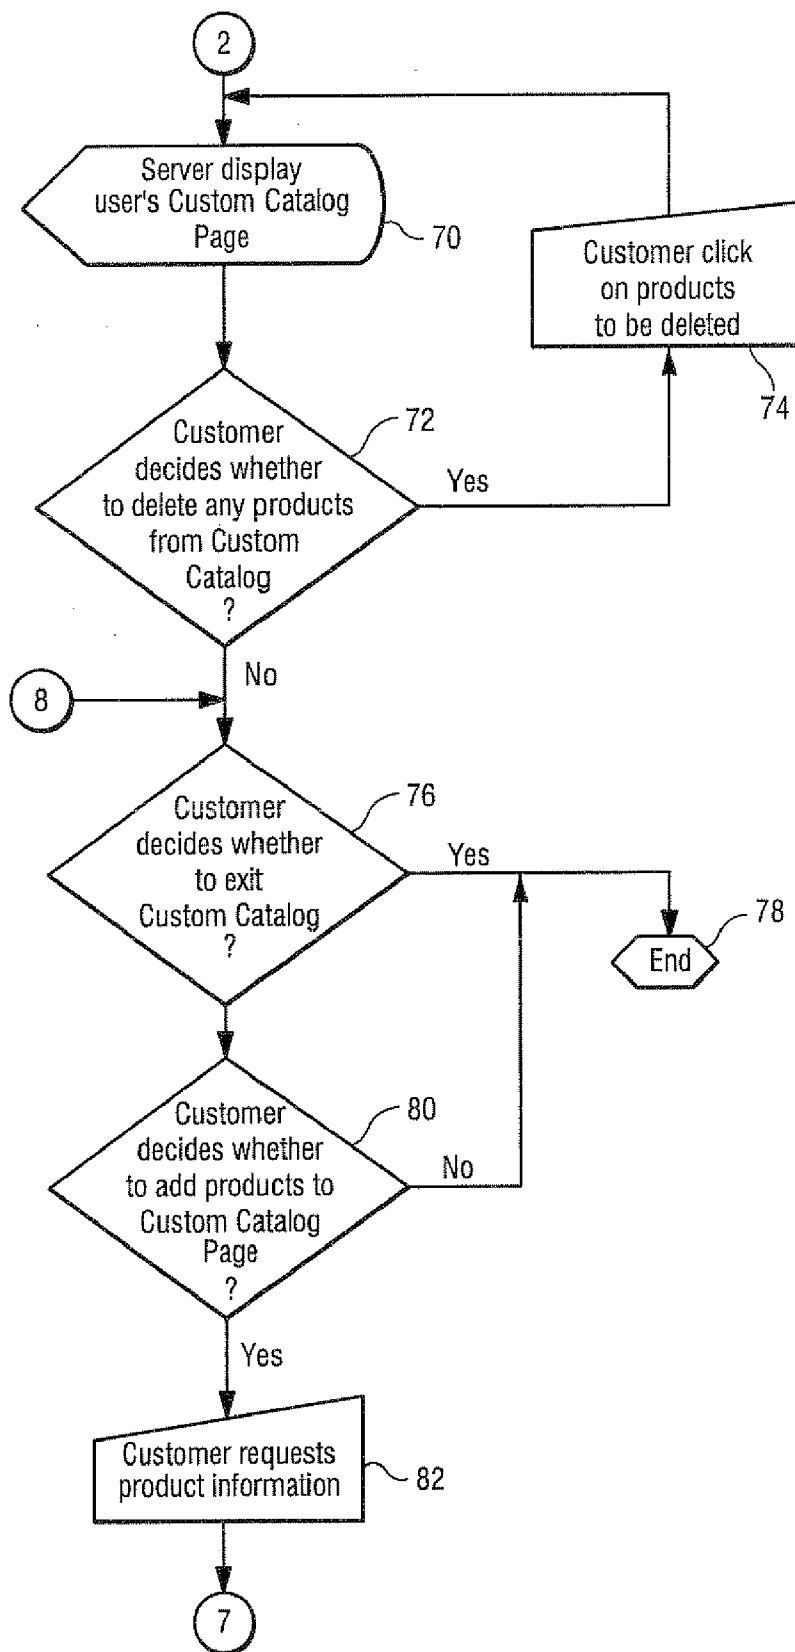 2
Server display
user's Custom Catalog
Page
70
Customer click
on products
to be deleted
74
Customer
decides whether
to delete any products
from Custom
Catalog
?
72
Yes
No
8
Customer
decides whether
to exit
Custom Catalog
?
76
Yes
End
78
Customer
decides whether
to add products to
Custom Catalog
Page
?
80
No
Yes
Customer requests
product information
82
7